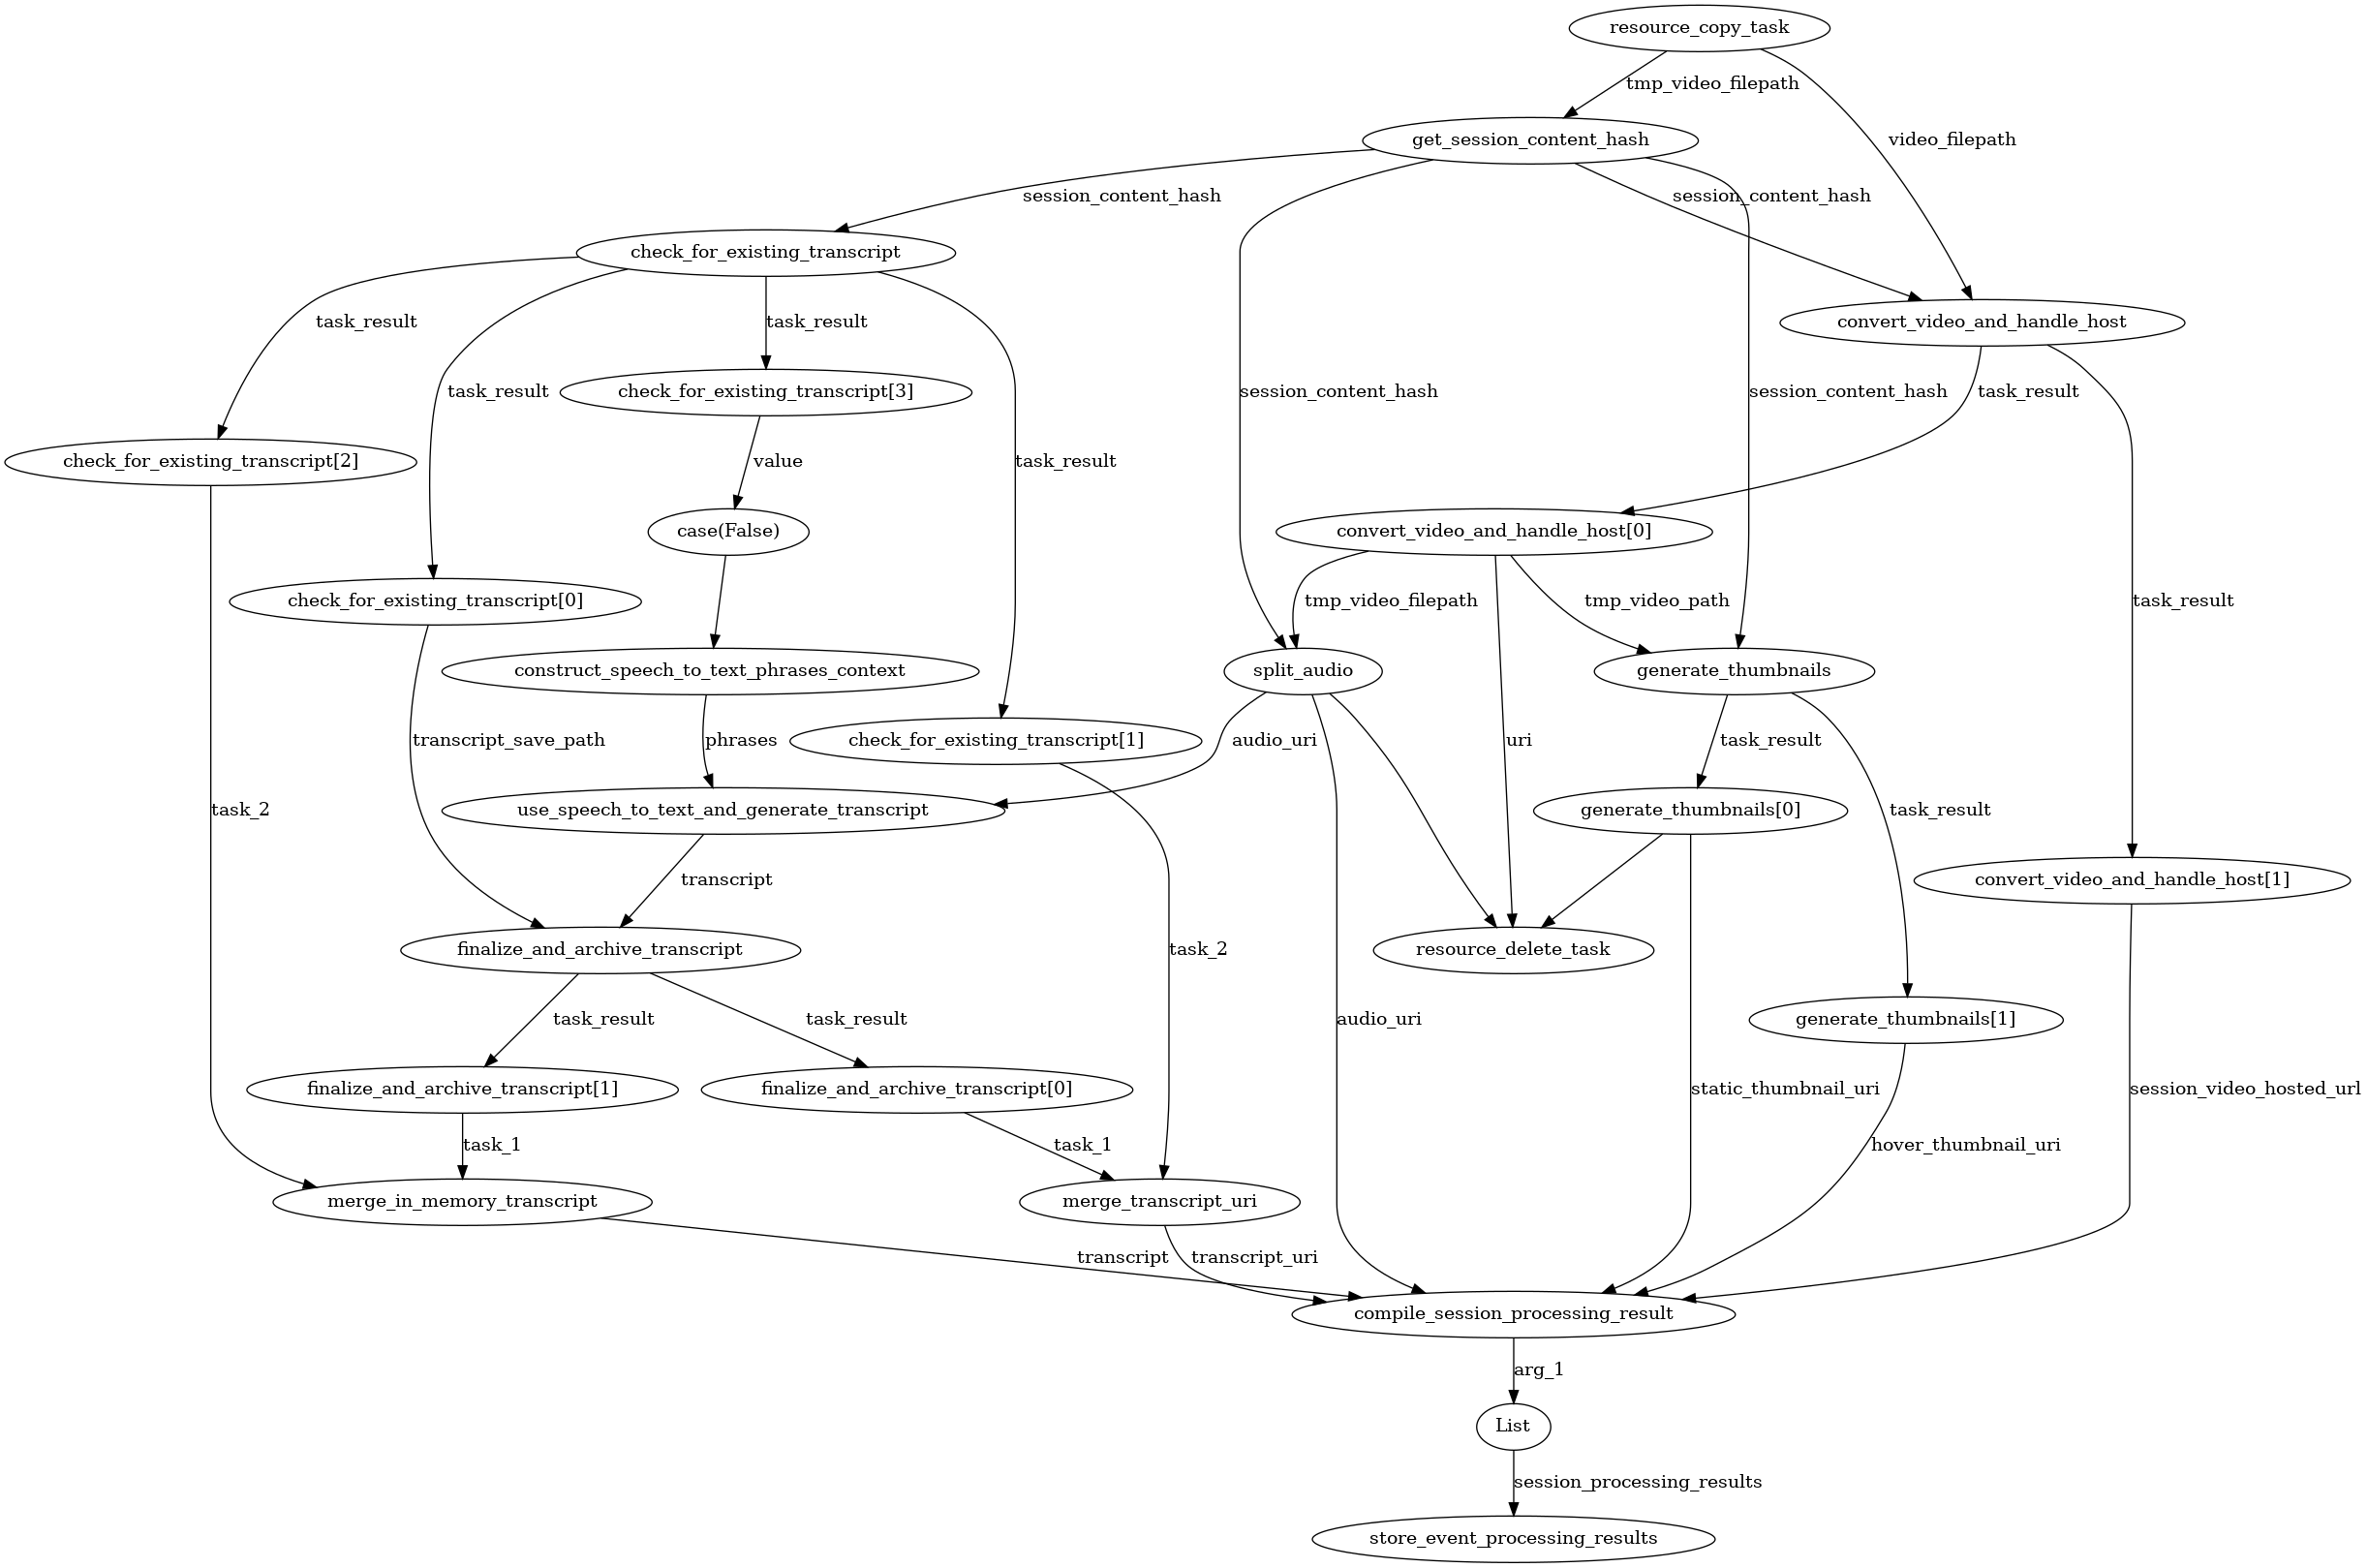 resource_copy_task
tmp_video_filepath
get_session_content_hash
video_filepath
session_content_hash
session_content_hash
check_for_existing_transcript
task_result
task_result
convert_video_and_handle_host
task_result
check_for_existing_transcript[3]
session_content_hash
session_content_hash
task_result
check_for_existing_transcript[2]
value
task_result
case(False)
convert_video_and_handle_host[0]
check_for_existing_transcript[0]
tmp_video_filepath
tmp_video_path
task_result
construct_speech_to_text_phrases_context
split_audio
generate_thumbnails
transcript_save_path
phrases
check_for_existing_transcript[1]
audio_uri
uri
task_result
task_2
use_speech_to_text_and_generate_transcript
generate_thumbnails[0]
task_result
transcript
convert_video_and_handle_host[1]
finalize_and_archive_transcript
task_2
resource_delete_task
task_result
task_result
audio_uri
generate_thumbnails[1]
finalize_and_archive_transcript[1]
finalize_and_archive_transcript[0]
static_thumbnail_uri
session_video_hosted_url
task_1
task_1
hover_thumbnail_uri
merge_in_memory_transcript
merge_transcript_uri
transcript
transcript_uri
compile_session_processing_result
arg_1
List
session_processing_results
store_event_processing_results